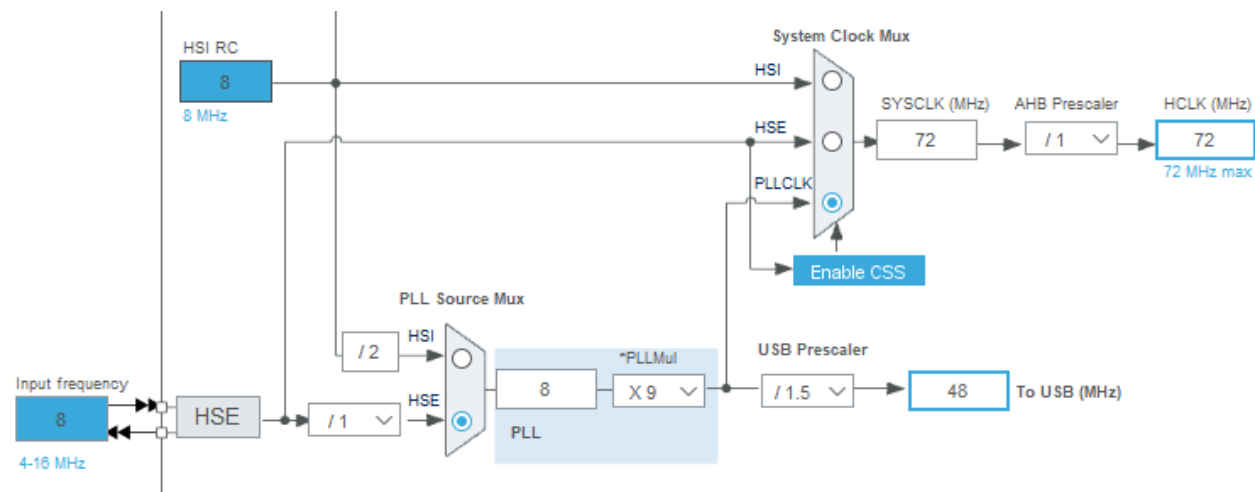 System Clock Mux
HSI RC
8
8 MHz
HSI
SYSCLK (MHz)
AHB Prescaler
HCLK (MHz)
HSE
72
/ 1
72
72 MHz max
PLLCLK
Enable CSS
PLL Source Mux
HSI
/ 2
*PLLMul
USB Prescaler
Input frequency
8
X 9
/ 1.5
48
To USB (MHz)
8
HSE
/ 1
HSE
PLL
4-16 MHz